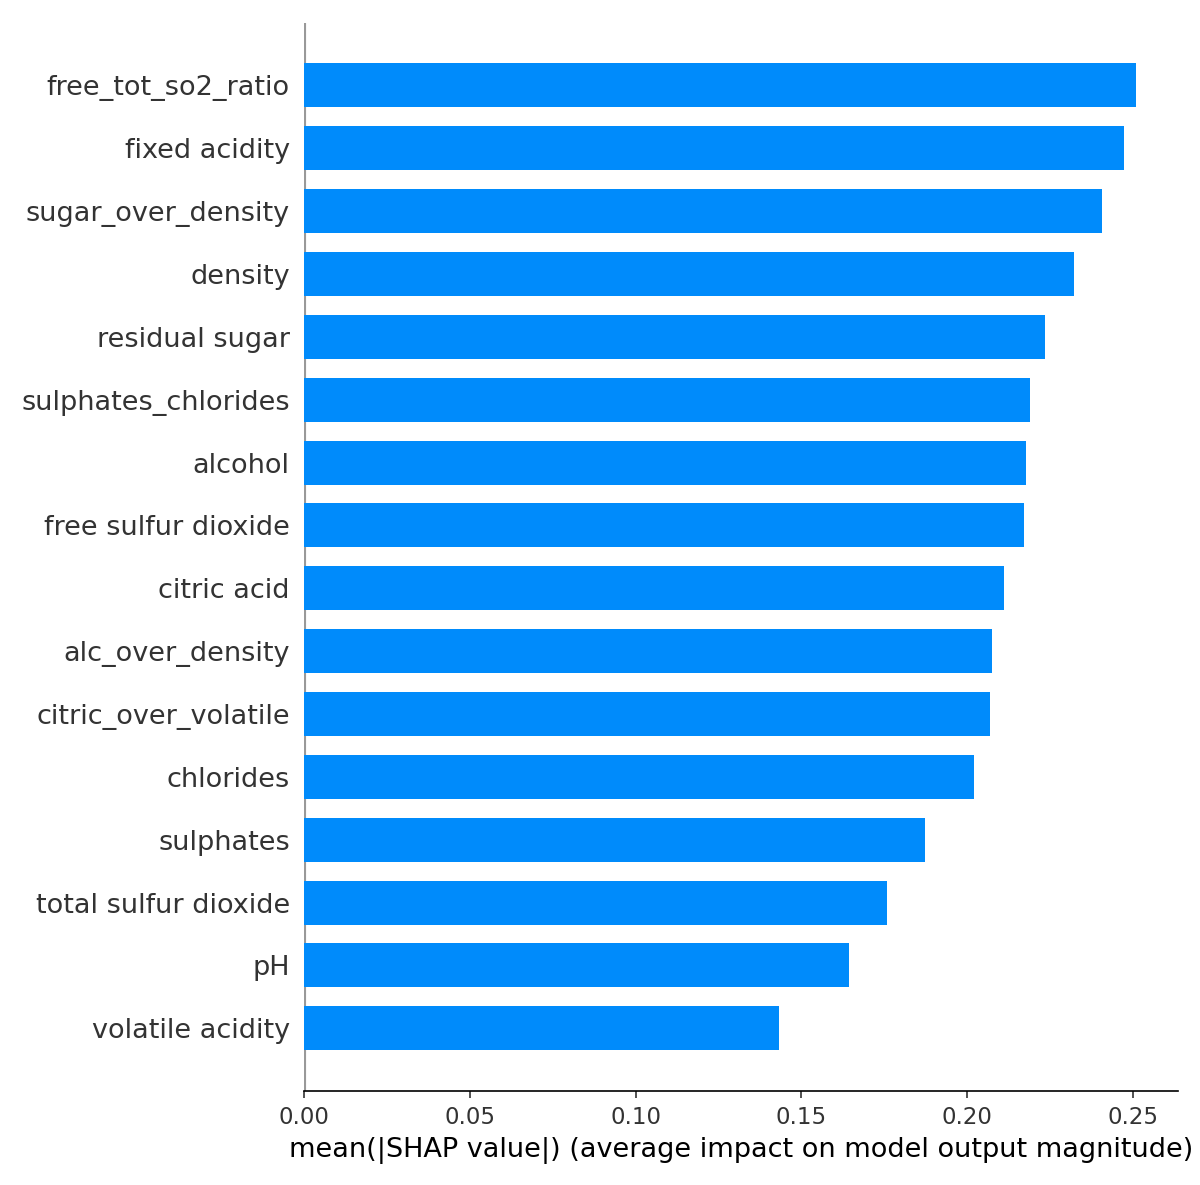 free_tot_so2_ratio
fixed acidity
sugar_over_density
density
residual sugar
sulphates_chlorides
alcohol
free sulfur dioxide
citric acid
alc_over_density
citric_over_volatile
chlorides
sulphates
total sulfur dioxide
pH
volatile acidity
0.00 0.05 0.10 0.15 0.20 0.25
mean(|SHAP value|) (average impact on model output magnitude)